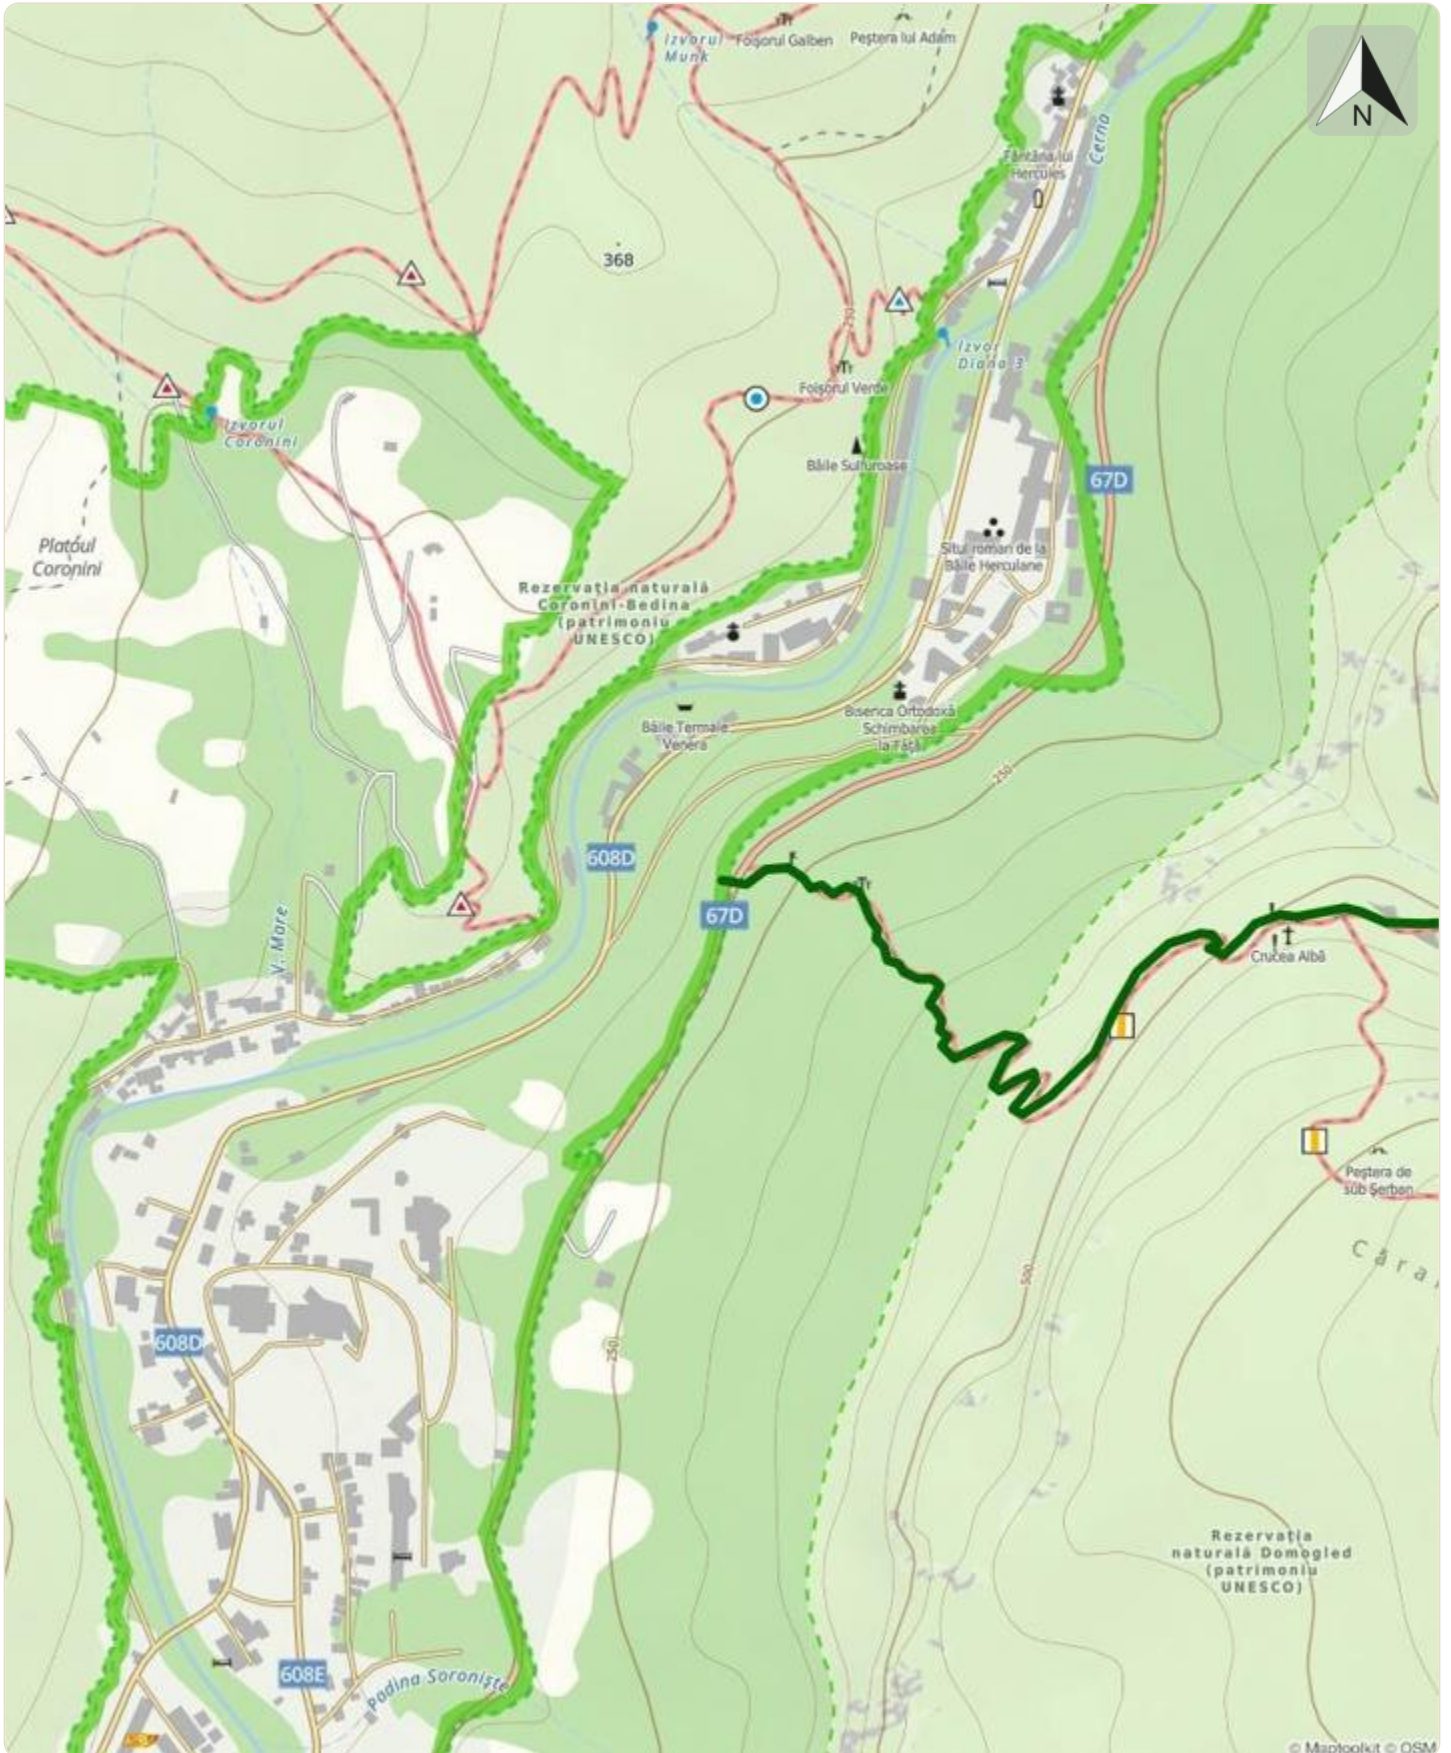 Izvorul
Munk
Foișorul Galben
Peștera lui Adam
N
Cerna
Fântâna lui
Hercules
368
250
Izvor
Diana 3
Foișorul Verde
Izvorul
Coronini
Băile Sulfuroase
67D
Platoul
Coronini
Situl roman de la
Băile Herculane
Rezervația naturală
Coronini-Bedina
(patrimoniu
UNESCO)
Băile Termale
Venera
Biserica Ortodoxă
Schimbarea
la Față
250
608D
67D
V. Mare
Crucea Albă
Peștera de
sub Șerban
Căra
500
608D
250
Rezervația
naturală Domogled
(patrimoniu
UNESCO)
608E
Padina Soroniște
© Maptoolkit © OSM